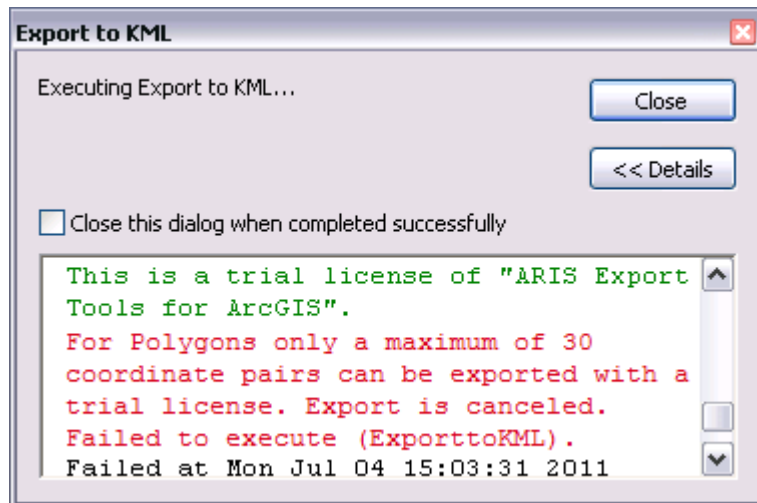 Export to KML
Executing Export to KML...
Close
<< Details
Close this dialog when completed successfully
This is a trial license of "ARIS Export
Tools for ArcGIS".
For Polygons only a maximum of 30
coordinate pairs can be exported with a
trial license. Export is canceled.
Failed to execute (ExporttoKML).
Failed at Mon Jul 04 15:03:31 2011